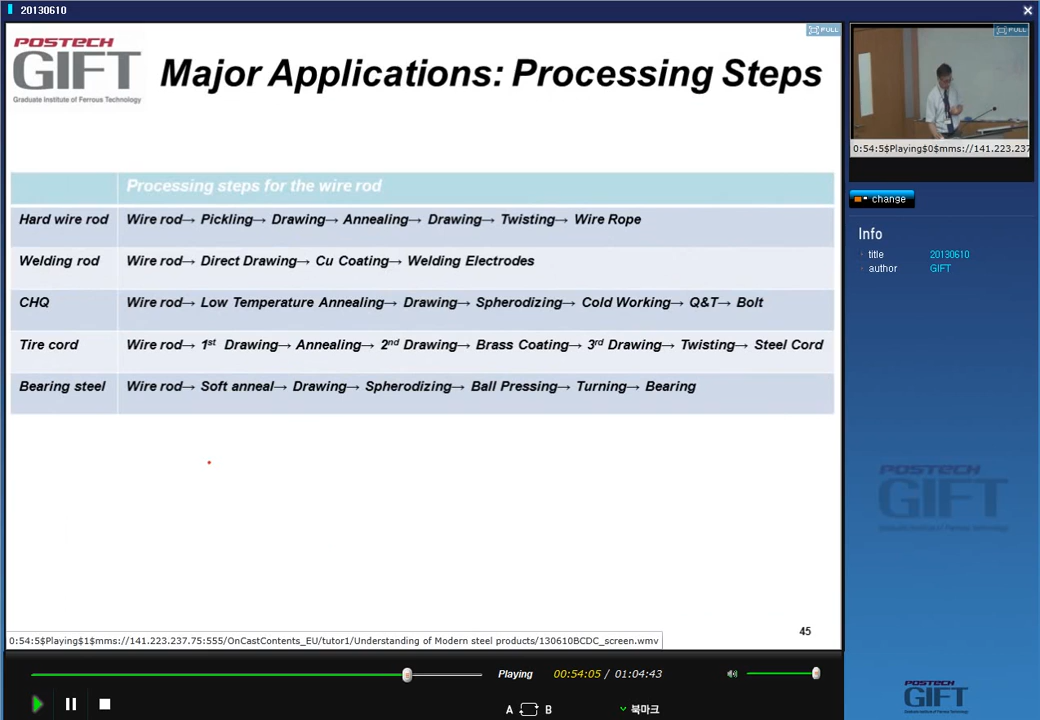 20130610
POSTECH
GIFT
Graduate Institute of Ferrous Technology
Major Applications: Processing Steps
FULL
FULL
0:54:5$Playing$0$mms://141.223.237
change
Info
title 20130610
author GIFT
Processing steps for the wire rod
Hard wire rod Wire rod→ Pickling→ Drawing→ Annealing→ Drawing→ Twisting→ Wire Rope
Welding rod Wire rod→ Direct Drawing→ Cu Coating→ Welding Electrodes
CHQ Wire rod→ Low Temperature Annealing→ Drawing→ Spherodizing→ Cold Working→ Q&T→ Bolt
Tire cord Wire rod→ 1st Drawing→ Annealing→ 2nd Drawing→ Brass Coating→ 3rd Drawing→ Twisting→ Steel Cord
Bearing steel Wire rod→ Soft anneal→ Drawing→ Spherodizing→ Ball Pressing→ Turning→ Bearing
POSTECH
GIFT
45
0:54:5$Playing$1$mms://141.223.237.75:555/OnCastContents_EU/tutor1/Understanding of Modern steel products/130610BCDC_screen.wmv
Playing 00:54:05 / 01:04:43
A B 북마크
POSTECH
GIFT